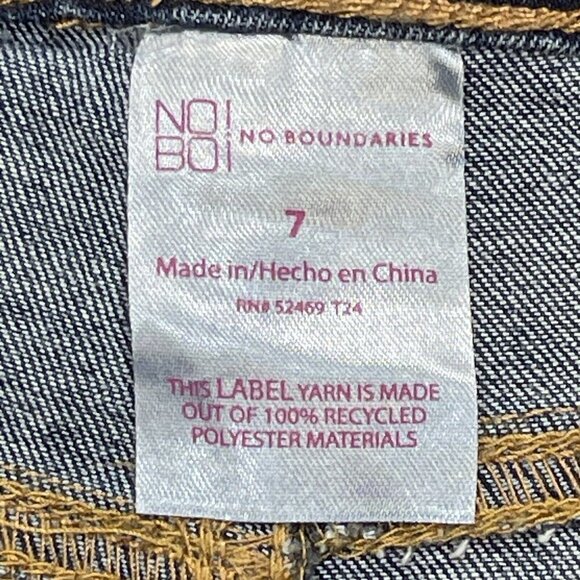 NO!
BOi
NO BOUNDARIES
7
Made in/Hecho en China
RN# 52469 T24
THIS LABEL YARN IS MADE
OUT OF 100% RECYCLED
POLYESTER MATERIALS